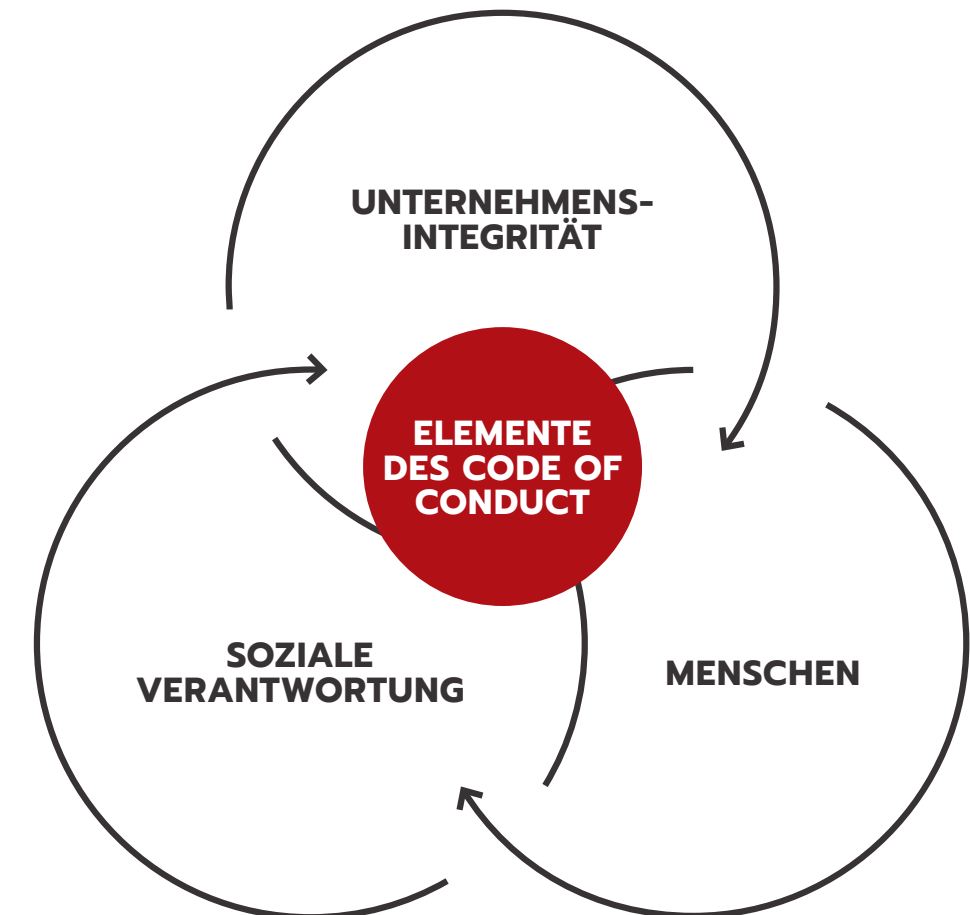 UNTERNEHMENS-
INTEGRITÄT
ELEMENTE
DES CODE OF
CONDUCT
SOZIALE
VERANTWORTUNG
MENSCHEN